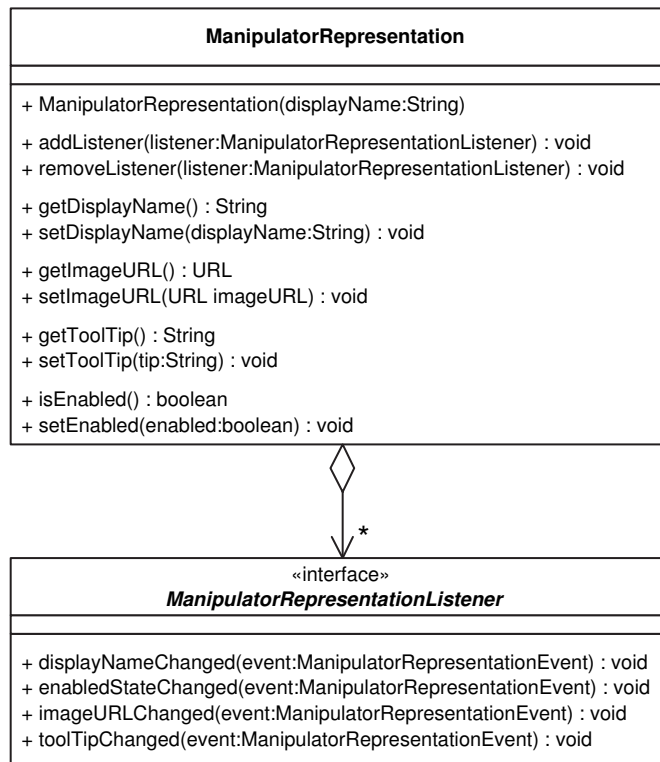 ManipulatorRepresentation
+ ManipulatorRepresentation(displayName:String)
+ addListener(listener:ManipulatorRepresentationListener) : void
+ removeListener(listener:ManipulatorRepresentationListener) : void
+ getDisplayName() : String
+ setDisplayName(displayName:String) : void
+ getImageURL() : URL
+ setImageURL(URL imageURL) : void
+ getToolTip() : String
+ setToolTip(tip:String) : void
+ isEnabled() : boolean
+ setEnabled(enabled:boolean) : void
*
«interface»
ManipulatorRepresentationListener
+ displayNameChanged(event:ManipulatorRepresentationEvent) : void
+ enabledStateChanged(event:ManipulatorRepresentationEvent) : void
+ imageURLChanged(event:ManipulatorRepresentationEvent) : void
+ toolTipChanged(event:ManipulatorRepresentationEvent) : void